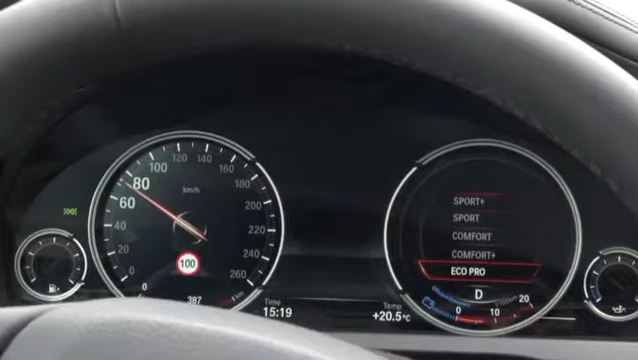 120 140
100 160
80 km/h 180
60 200
40 220
20 100 240
0 260
0 387
Time
15:19
SPORT+
SPORT
COMFORT
COMFORT+
ECO PRO
D
0 10 20
Temp
+20.5°C